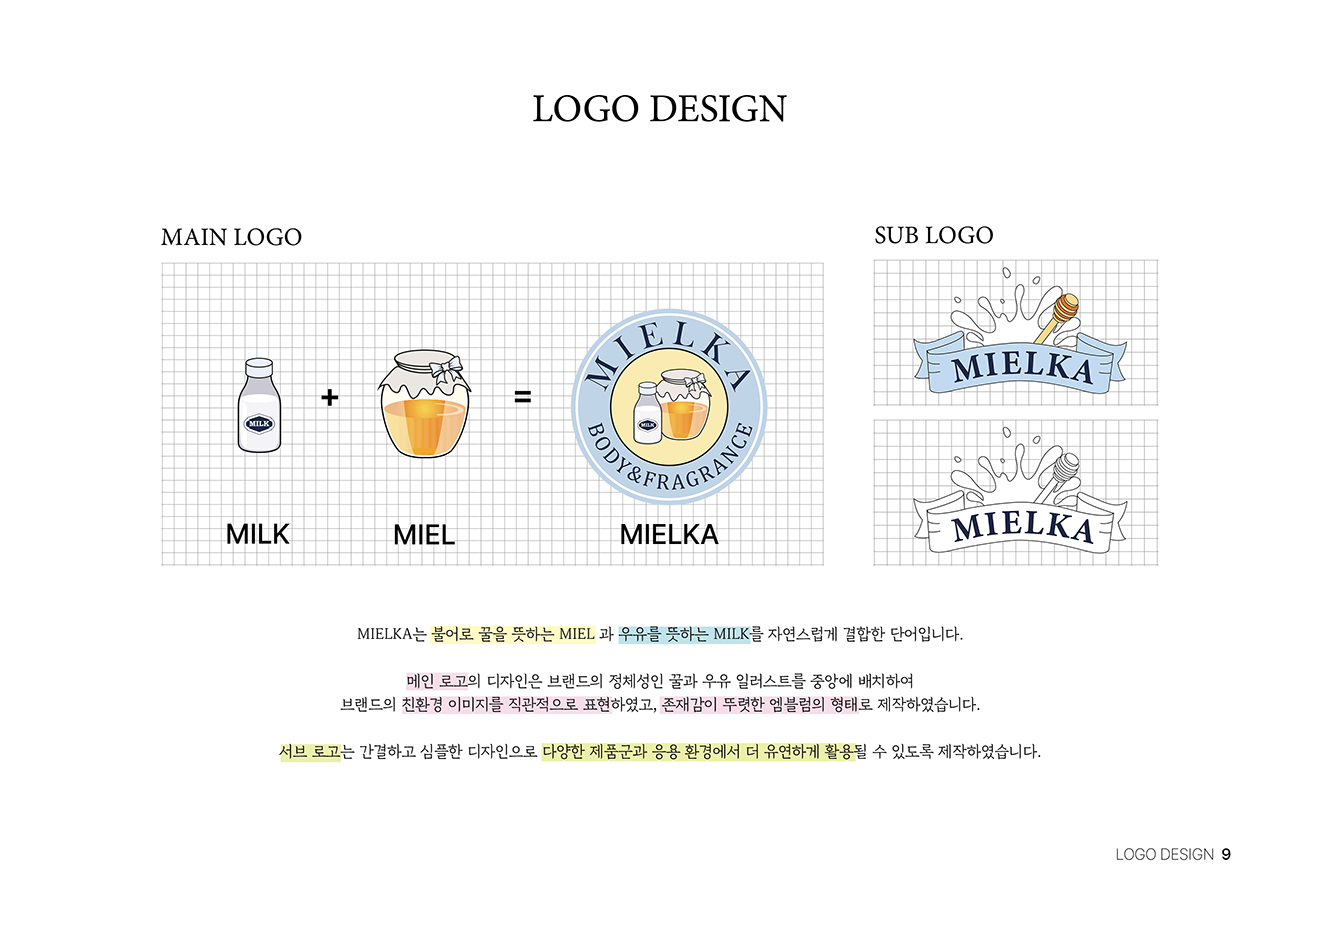 LOGO DESIGN
MAIN LOGO
MILK
+
=
MIELKA
BODY&FRAGRANCE
MILK
MILK
MIEL
MIELKA
SUB LOGO
MIELKA
MIELKA
MIELKA는 불어로 꿀을 뜻하는 MIEL 과 우유를 뜻하는 MILK를 자연스럽게 결합한 단어입니다.
메인 로고의 디자인은 브랜드의 정체성인 꿀과 우유 일러스트를 중앙에 배치하여
브랜드의 친환경 이미지를 직관적으로 표현하였고, 존재감이 뚜렷한 엠블럼의 형태로 제작하였습니다.
서브 로고는 간결하고 심플한 디자인으로 다양한 제품군과 응용 환경에서 더 유연하게 활용될 수 있도록 제작하였습니다.
LOGO DESIGN 9